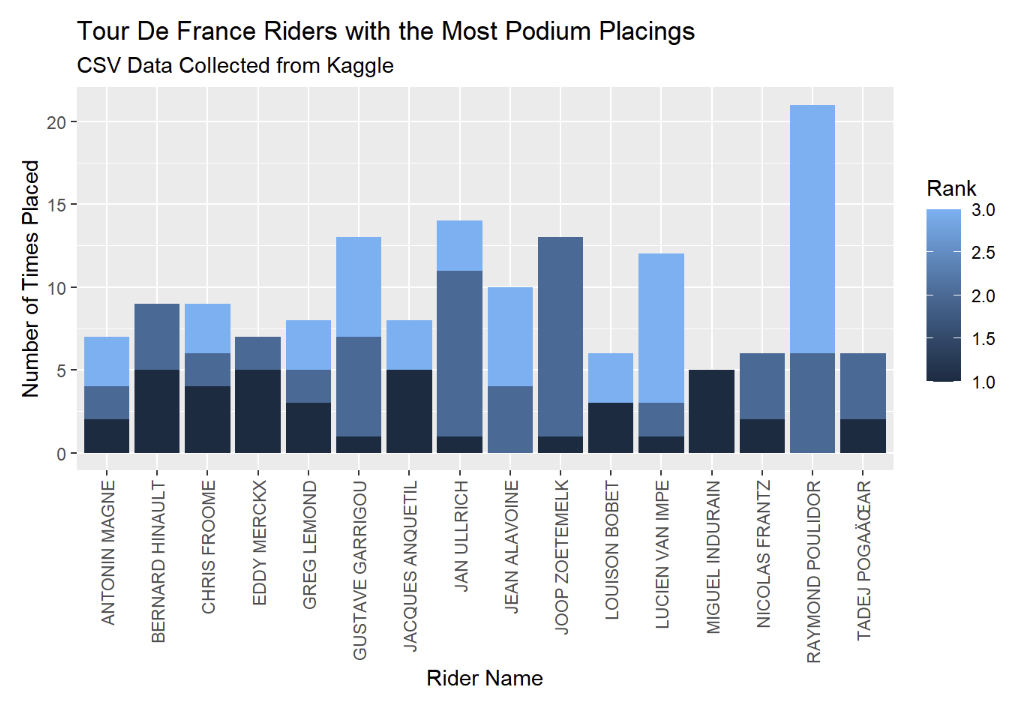 Tour De France Riders with the Most Podium Placings
CSV Data Collected from Kaggle
Number of Times Placed
20
15
10
5
0
ANTONIN MAGNE
BERNARD HINAULT
CHRIS FROOME
EDDY MERCKX
GREG LEMOND
GUSTAVE GARRIGOU
JACQUES ANQUETIL
JAN ULLRICH
JEAN ALAVOINE
JOOP ZOETEMELK
LOUISON BOBET
LUCIEN VAN IMPE
MIGUEL INDURAIN
NICOLAS FRANTZ
RAYMOND POULIDOR
TADEJ POGAÄŒAR
Rider Name
Rank
3.0
2.5
2.0
1.5
1.0